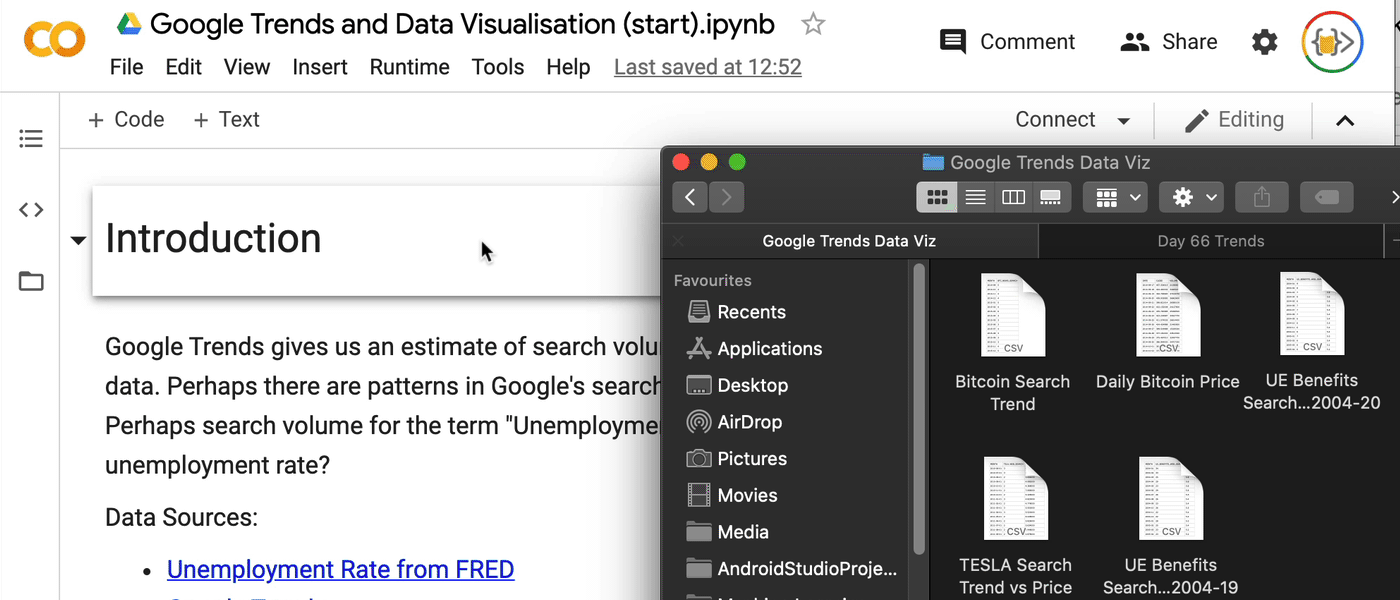 Google Trends and Data Visualisation (start).ipynb
File Edit View Insert Runtime Tools Help Last saved at 12:52
Comment Share
+ Code + Text
Connect Editing
Introduction
Google Trends gives us an estimate of search volu
data. Perhaps there are patterns in Google's search
Perhaps search volume for the term "Unemployme
unemployment rate?
Data Sources:
• Unemployment Rate from FRED
Google Trends Data Viz
Google Trends Data Viz
Day 66 Trends
Favourites
Recents
Applications
Desktop
AirDrop
Pictures
Movies
Media
AndroidStudioProje...
CSV
Bitcoin Search
Trend
CSV
Daily Bitcoin Price
CSV
UE Benefits
Search...2004-20
CSV
TESLA Search
Trend vs Price
CSV
UE Benefits
Search...2004-19